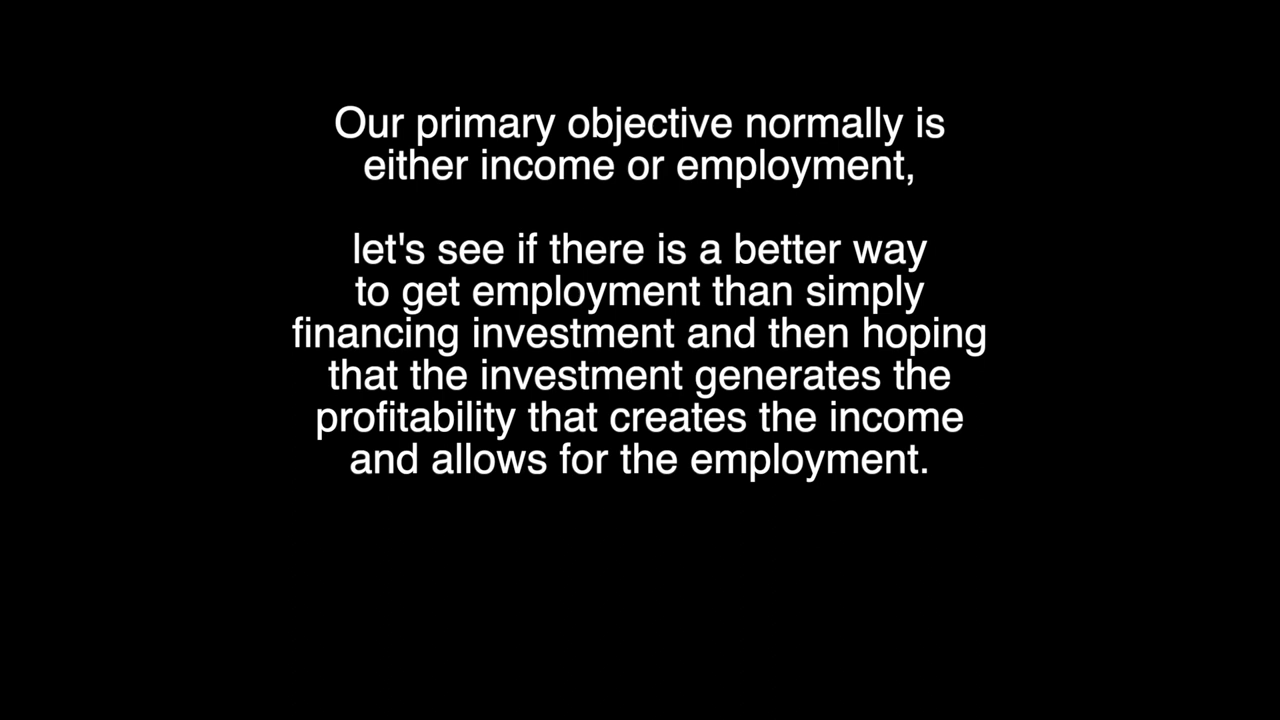 Our primary objective normally is
either income or employment,
let's see if there is a better way
to get employment than simply
financing investment and then hoping
that the investment generates the
profitability that creates the income
and allows for the employment.